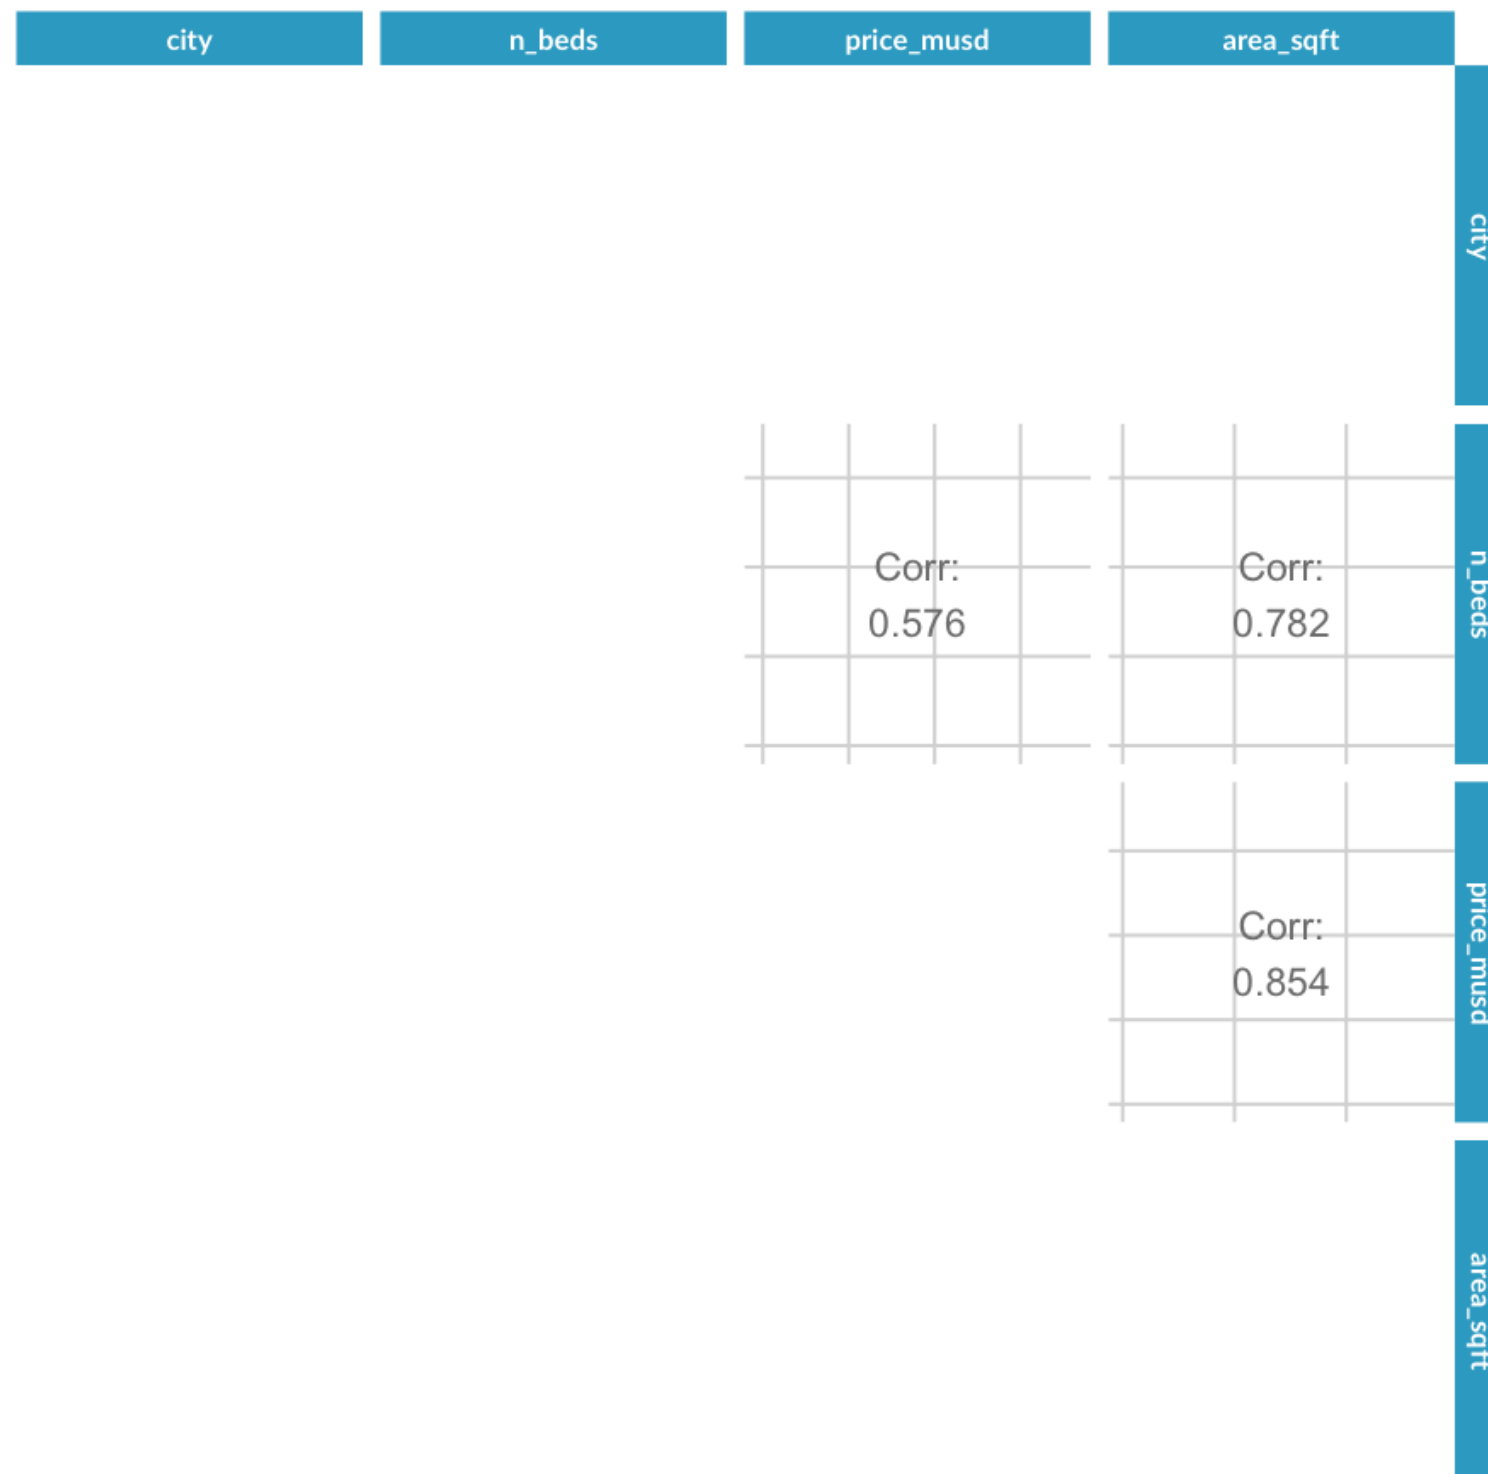 city
n_beds
price_musd
area_sqft
city
Corr:
0.576
Corr:
0.782
n_beds
Corr:
0.854
price_musd
area_sqft